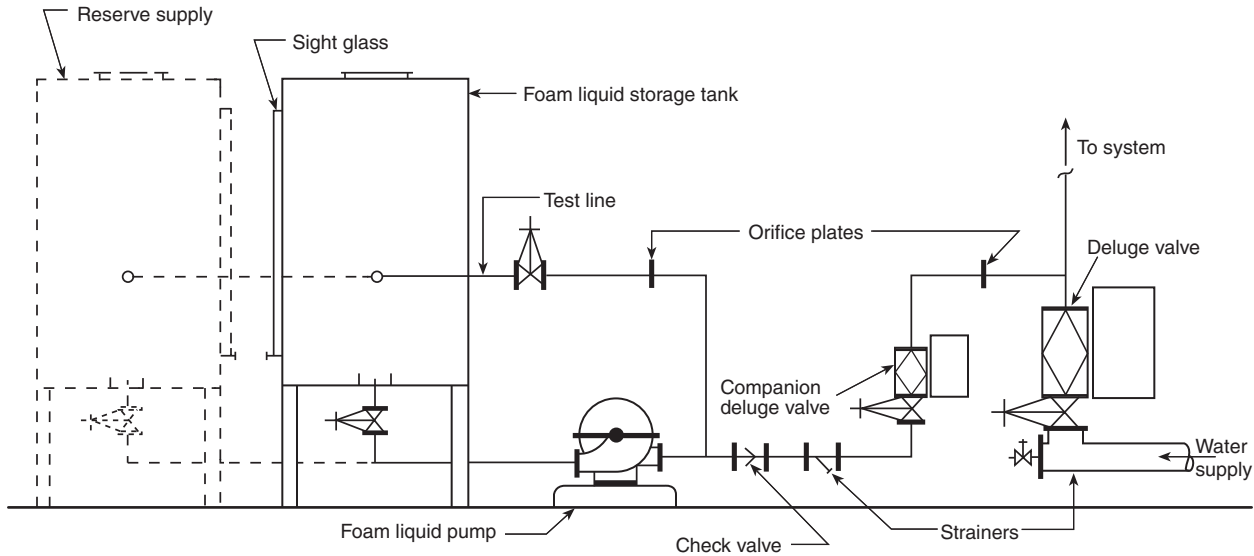 Reserve supply
Sight glass
Foam liquid storage tank
To system
Test line
Orifice plates
Deluge valve
Companion
deluge valve
Water
supply
Foam liquid pump
Check valve
Strainers